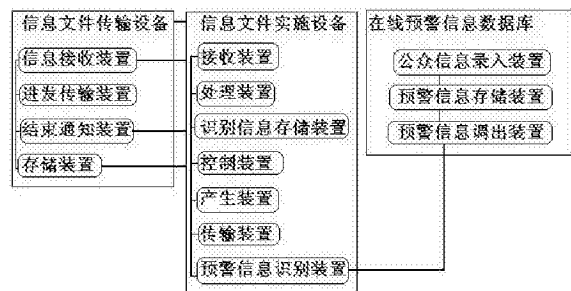 信息文件传输设备
信息接收装置
进发传输装置
结束通知装置
存储装置
信息文件实施设备
接收装置
处理装置
识别信息存储装置
控制装置
产生装置
传输装置
预警信息识别装置
在线预警信息数据库
公众信息录入装置
预警信息存储装置
预警信息调出装置